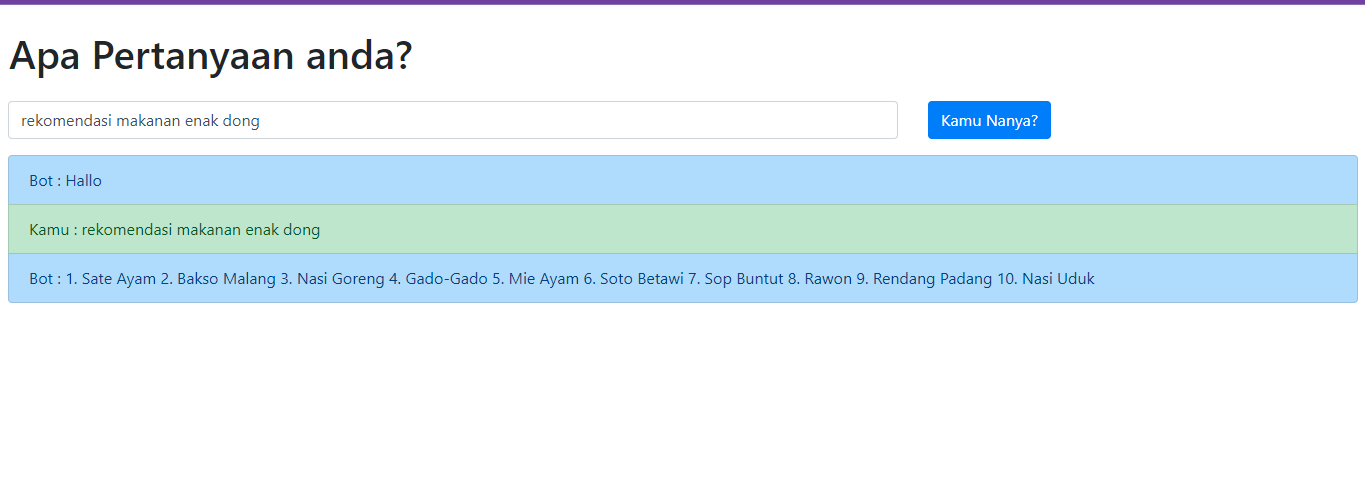 Apa Pertanyaan anda?
rekomendasi makanan enak dong
Kamu Nanya?
Bot : Hallo
Kamu : rekomendasi makanan enak dong
Bot : 1. Sate Ayam 2. Bakso Malang 3. Nasi Goreng 4. Gado-Gado 5. Mie Ayam 6. Soto Betawi 7. Sop Buntut 8. Rawon 9. Rendang Padang 10. Nasi Uduk